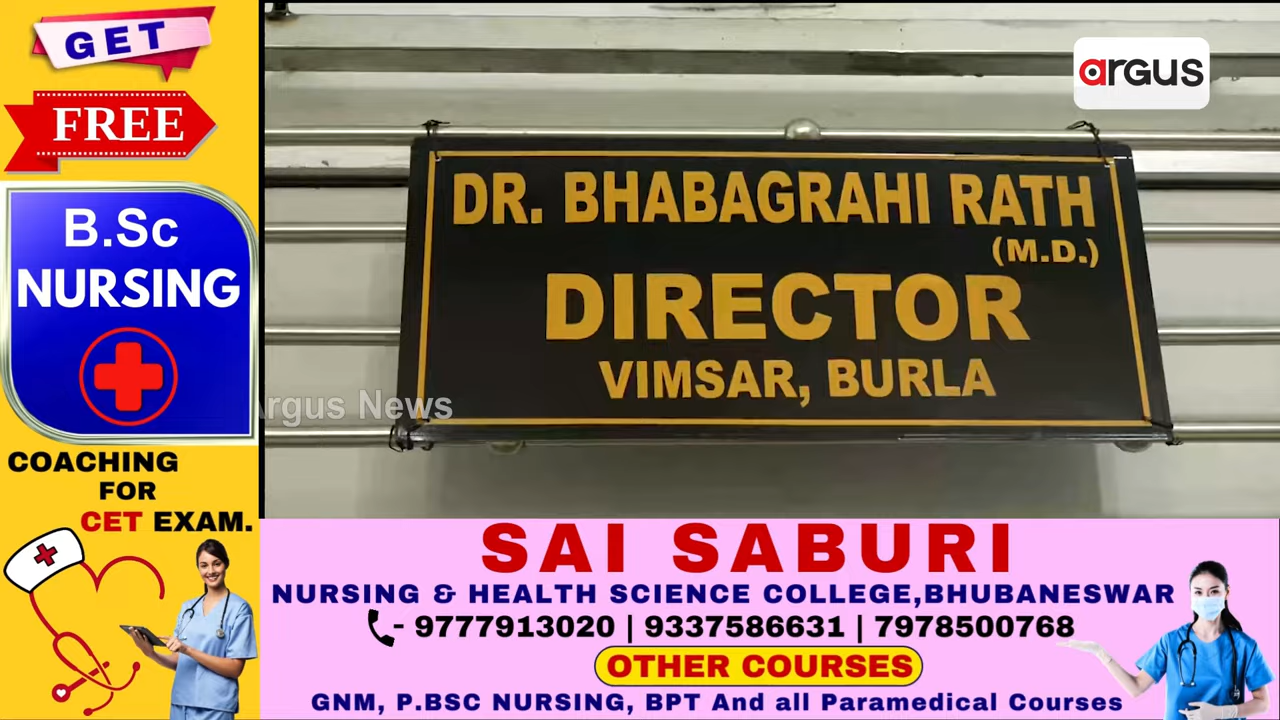 GET
FREE
B.Sc
NURSING
COACHING
FOR
CET EXAM.
argus
DR. BHABAGRAHI RATH
(M.D.)
DIRECTOR
VIMSAR, BURLA
Argus News
SAI SABURI
NURSING & HEALTH SCIENCE COLLEGE,BHUBANESWAR
- 9777913020 | 9337586631 | 7978500768
OTHER COURSES
GNM, P.BSC NURSING, BPT And all Paramedical Courses